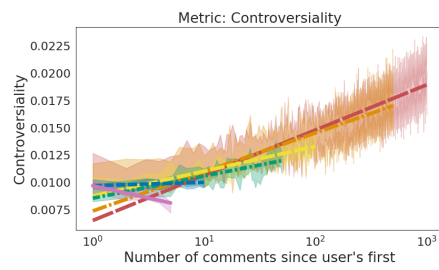 Metric: Controversiality
0.0225
0.0200
0.0175
0.0150
0.0125
0.0100
0.0075
Controversiality
10⁰ 10¹ 10² 10³
Number of comments since user's first